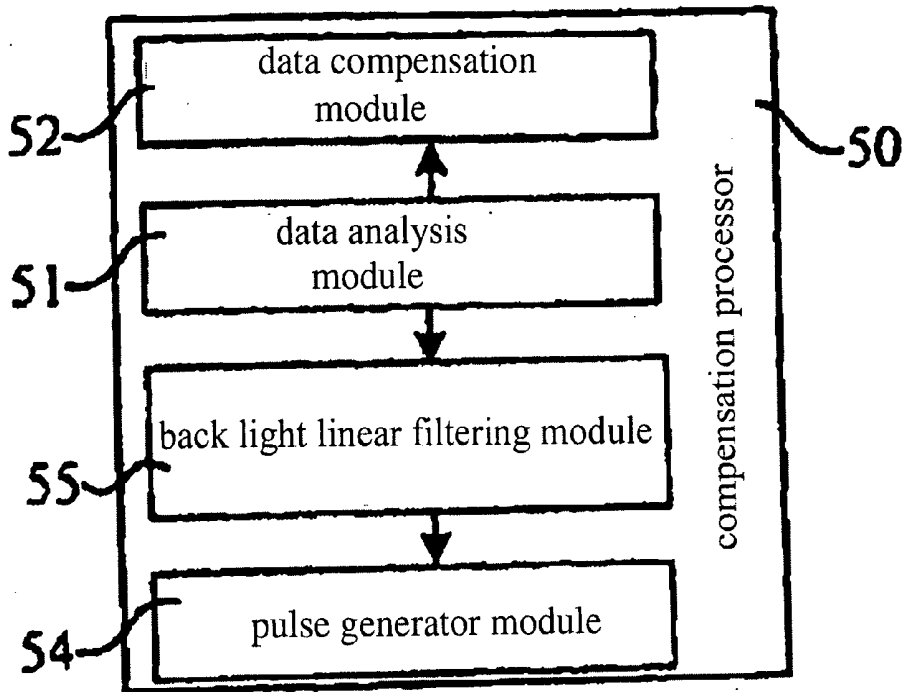 data compensation
module
52
50
data analysis
module
51
compensation processor
back light linear filtering module
55
pulse generator module
54